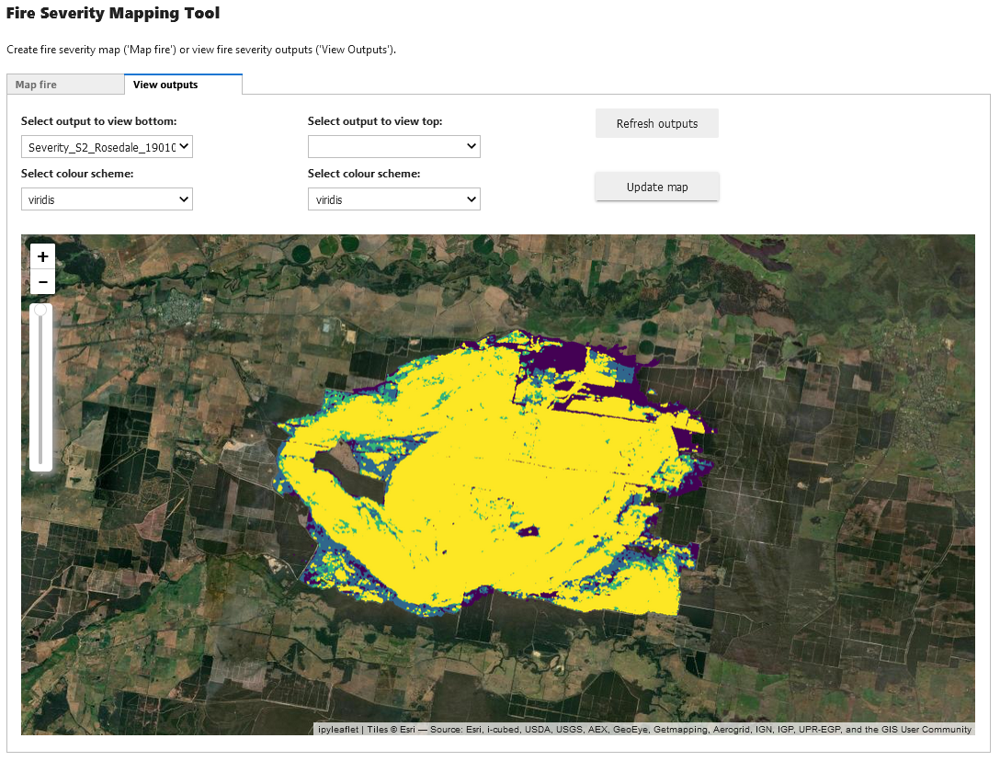 Fire Severity Mapping Tool
Create fire severity map ('Map fire') or view fire severity outputs ('View Outputs').
Map fire
View outputs
Select output to view bottom:
Select output to view top:
Refresh outputs
Severity_S2_Rosedale_1901
Select colour scheme:
Select colour scheme:
Update map
viridis
viridis
+
−
ipyleaflet | Tiles © Esri — Source: Esri, i-cubed, USDA, USGS, AEX, GeoEye, Getmapping, Aerogrid, IGN, IGP, UPR-EGP, and the GIS User Community